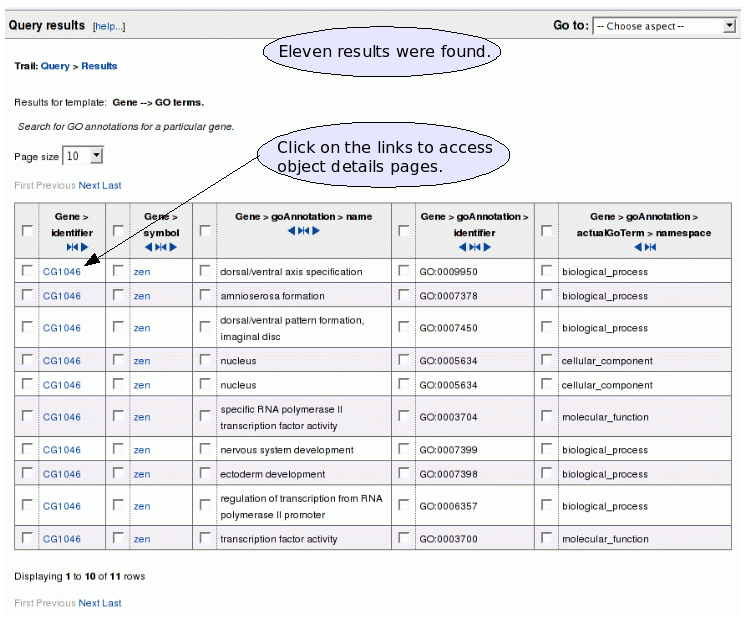 Query results [help...] Go to: -- Choose aspect --
Eleven results were found.
Trail: Query > Results
Results for template: Gene --> GO terms.
Search for GO annotations for a particular gene.
Click on the links to access
object details pages.
Page size 10
First Previous Next Last
Gene > identifier Gene > symbol Gene > goAnnotation > name Gene > goAnnotation > identifier Gene > goAnnotation > actualGoTerm > namespace
CG1046 zen dorsal/ventral axis specification GO:0009950 biological_process
CG1046 zen amnioserosa formation GO:0007378 biological_process
CG1046 zen dorsal/ventral pattern formation, imaginal disc GO:0007450 biological_process
CG1046 zen nucleus GO:0005634 cellular_component
CG1046 zen nucleus GO:0005634 cellular_component
CG1046 zen specific RNA polymerase II transcription factor activity GO:0003704 molecular_function
CG1046 zen nervous system development GO:0007399 biological_process
CG1046 zen ectoderm development GO:0007398 biological_process
CG1046 zen regulation of transcription from RNA polymerase II promoter GO:0006357 biological_process
CG1046 zen transcription factor activity GO:0003700 molecular_function
Displaying 1 to 10 of 11 rows
First Previous Next Last